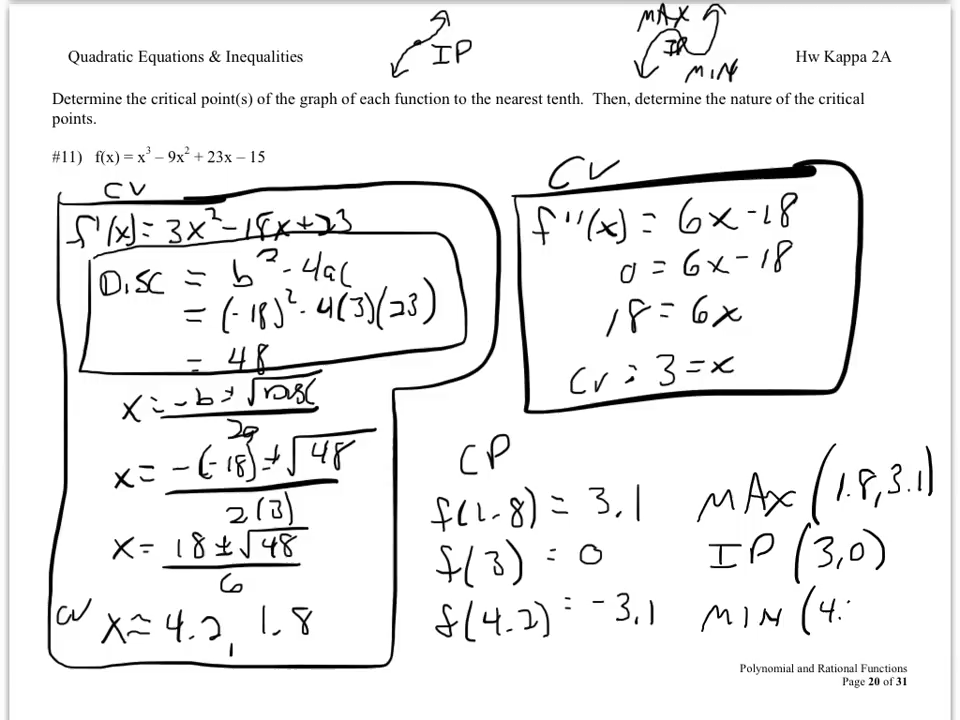 MAX
IP
IP
MIN
Quadratic Equations & Inequalities
Hw Kappa 2A
Determine the critical point(s) of the graph of each function to the nearest tenth. Then, determine the nature of the critical
points.
#11) f(x) = x³ – 9x² + 23x – 15
CV
f'(x) = 3x² - 18x + 23
DISC = b² - 4ac
= (-18)² - 4(3)(23)
= 48
x = -b ± √DISC / 2a
x = -(-18) ± √48 / 2(3)
x = 18 ± √48 / 6
CV x ≈ 4.2, 1.8
CV
f''(x) = 6x - 18
0 = 6x - 18
18 = 6x
CV: 3 = x
CP
f(1.8) = 3.1
MAX (1.8, 3.1)
f(3) = 0
IP (3,0)
f(4.2) = -3.1
MIN (4.
Polynomial and Rational Functions
Page 20 of 31